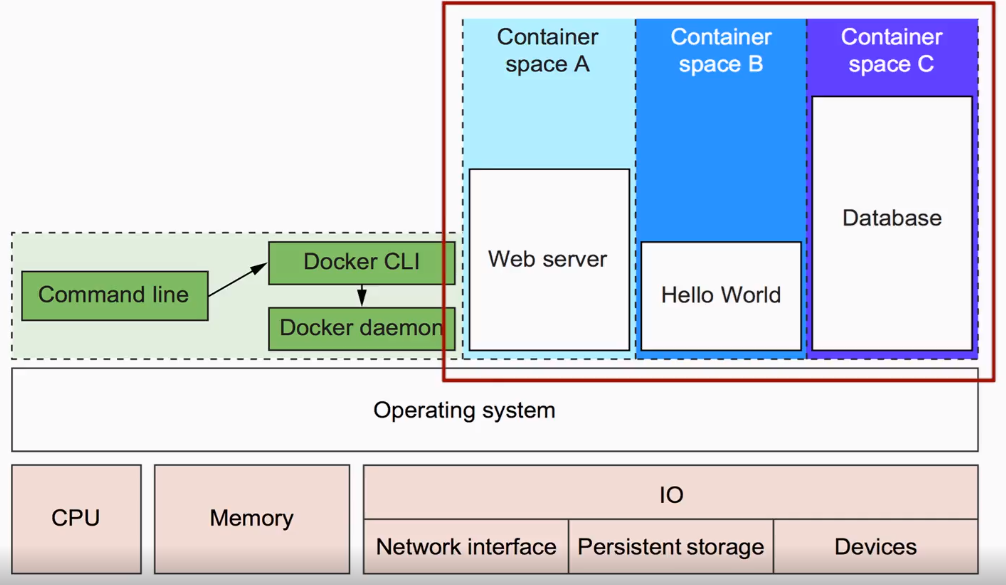 Container
space A
Container
space B
Container
space C
Database
Web server
Hello World
Docker CLI
Command line
Docker daemon
Operating system
CPU
Memory
IO
Network interface
Persistent storage
Devices